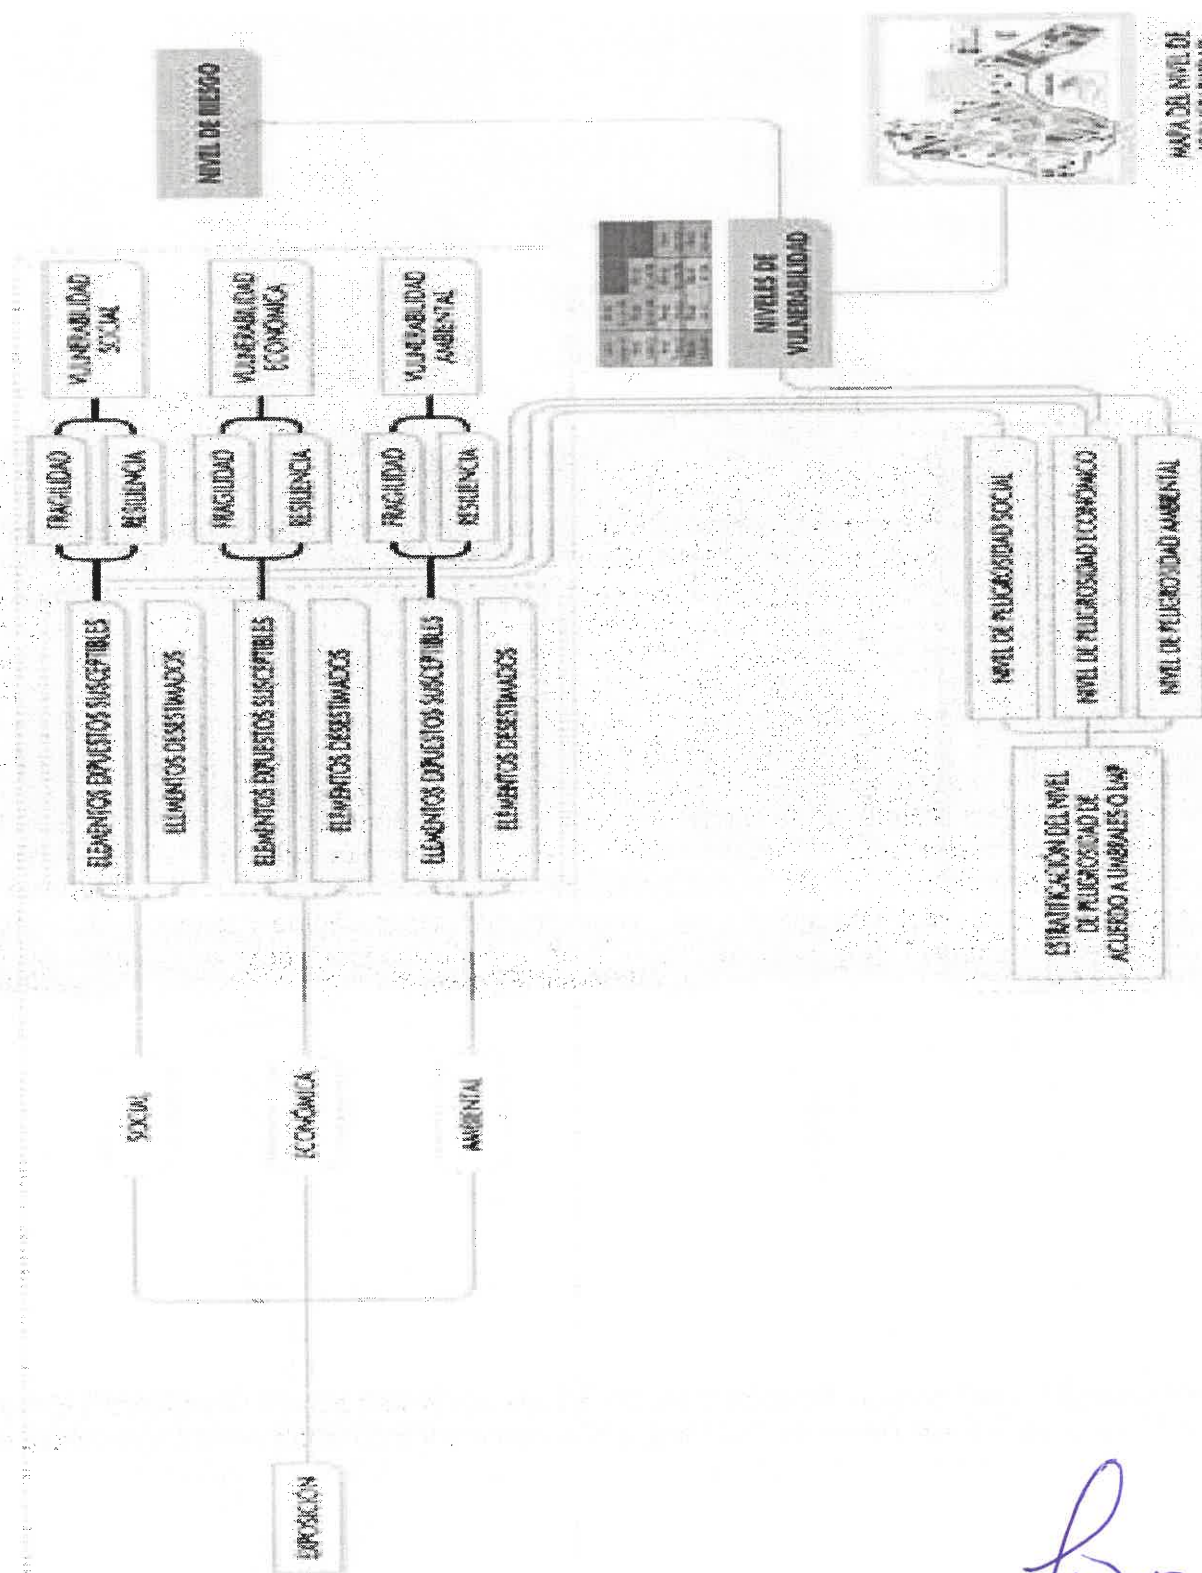 EXPOSICIÓN
SOCIAL
ECONÓMICA
AMBIENTAL
ELEMENTOS EXPUESTOS SUSCEPTIBLES
ELEMENTOS DESESTIMADOS
ELEMENTOS EXPUESTOS SUSCEPTIBLES
ELEMENTOS DESESTIMADOS
ELEMENTOS EXPUESTOS SUSCEPTIBLES
ELEMENTOS DESESTIMADOS
FRAGILIDAD
RESILIENCIA
FRAGILIDAD
RESILIENCIA
FRAGILIDAD
RESILIENCIA
VULNERABILIDAD
SOCIAL
VULNERABILIDAD
ECONOMICA
VULNERABILIDAD
AMBIENTAL
NIVEL DE RIESGO
NIVELES DE
VULNERABILIDAD
ESTRATIFICACIÓN DEL NIVEL
DE PELIGROSIDAD DE
ACUERDO A UMBRALES O LMP
NIVEL DE PELIGROSIDAD SOCIAL
NIVEL DE PELIGROSIDAD ECONOMICO
NIVEL DE PELIGROSIDAD AMBIENTAL
MAPA DEL NIVEL DE